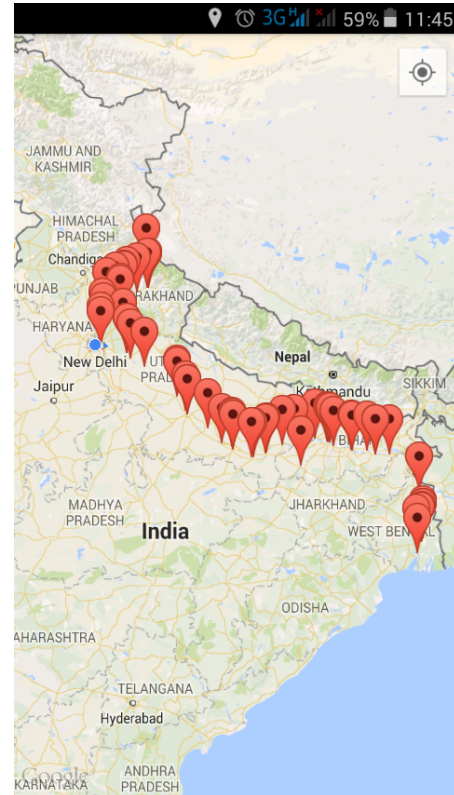 3G H 59% 11:45
JAMMU AND
KASHMIR
HIMACHAL
PRADESH
Chandig
PUNJAB
RAKHAND
HARYANA
New Delhi
UT
PRAD
Nepal
Jaipur
Kathmandu
SIKKIM
BIHA
MADHYA
PRADESH
JHARKHAND
India
WEST BENGAL
ODISHA
AHARASHTRA
TELANGANA
Hyderabad
Google
KARNATAKA
ANDHRA
PRADESH